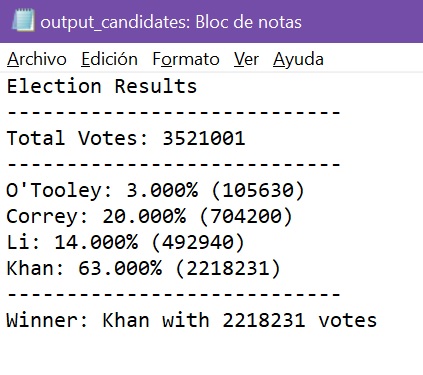 output_candidates: Bloc de notas
Archivo Edición Formato Ver Ayuda
Election Results
----------------------------
Total Votes: 3521001
----------------------------
O'Tooley: 3.000% (105630)
Correy: 20.000% (704200)
Li: 14.000% (492940)
Khan: 63.000% (2218231)
----------------------------
Winner: Khan with 2218231 votes